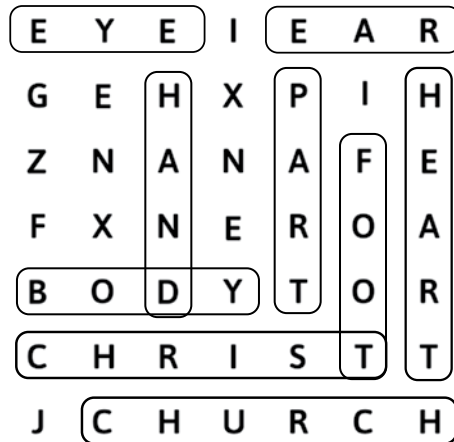 E Y E I E A R
G E H X P I H
Z N A N A F E
F X N E R O A
B O D Y T O R
C H R I S T T
J C H U R C H